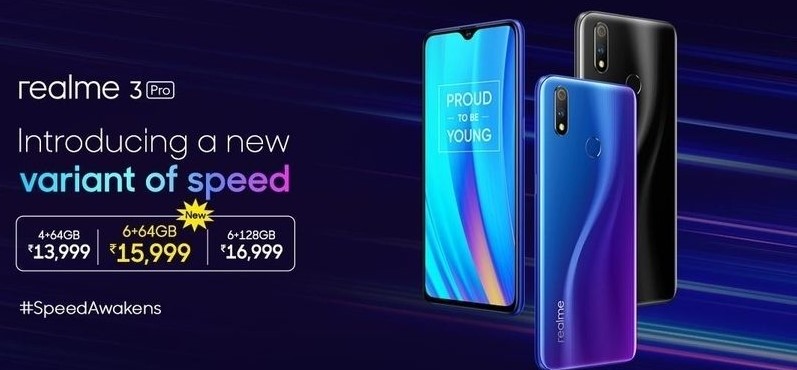 realme 3 Pro
Introducing a new
variant of speed
New
4+64GB
₹13,999
6+64GB
₹15,999
6+128GB
₹16,999
#SpeedAwakens
PROUD
TO BE
YOUNG
realme